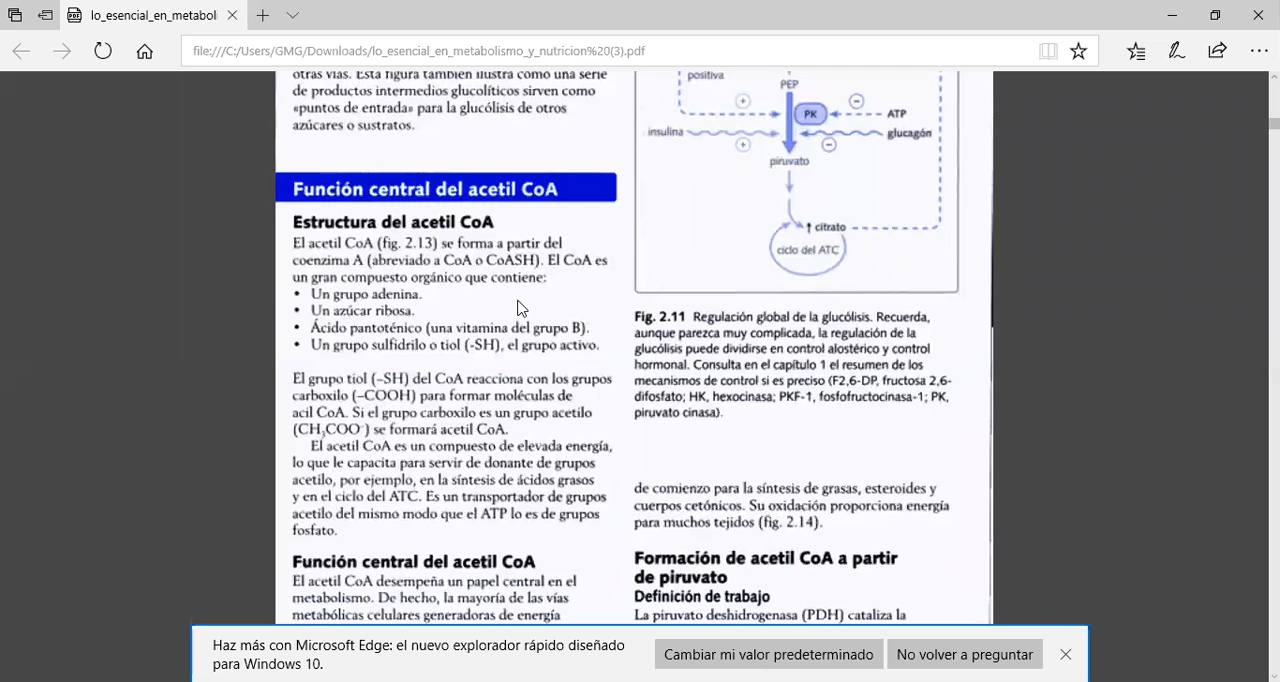 lo_esencial_en_metabol
file:///C:/Users/GMG/Downloads/lo_esencial_en_metabolismo_y_nutricion%20(3).pdf
otras vías. Esta figura también ilustra cómo una serie
de productos intermedios glucolíticos sirven como
«puntos de entrada» para la glucólisis de otros
azúcares o sustratos.
Función central del acetil CoA
Estructura del acetil CoA
El acetil CoA (fig. 2.13) se forma a partir del
coenzima A (abreviado a CoA o CoASH). El CoA es
un gran compuesto orgánico que contiene:
• Un grupo adenina.
• Un azúcar ribosa.
• Ácido pantoténico (una vitamina del grupo B).
• Un grupo sulfidrilo o tiol (-SH), el grupo activo.
El grupo tiol (–SH) del CoA reacciona con los grupos
carboxilo (–COOH) para formar moléculas de
acil CoA. Si el grupo carboxilo es un grupo acetilo
(CH₃COO⁻) se formará acetil CoA.
El acetil CoA es un compuesto de elevada energía,
lo que le capacita para servir de donante de grupos
acetilo, por ejemplo, en la síntesis de ácidos grasos
y en el ciclo del ATC. Es un transportador de grupos
acetilo del mismo modo que el ATP lo es de grupos
fosfato.
Función central del acetil CoA
El acetil CoA desempeña un papel central en el
metabolismo. De hecho, la mayoría de las vías
metabólicas celulares generadoras de energía
positiva
PEP
+
−
PK
ATP
insulina
glucagón
+
−
piruvato
↑ citrato
ciclo del ATC
Fig. 2.11 Regulación global de la glucólisis. Recuerda,
aunque parezca muy complicada, la regulación de la
glucólisis puede dividirse en control alostérico y control
hormonal. Consulta en el capítulo 1 el resumen de los
mecanismos de control si es preciso (F2,6-DP, fructosa 2,6-
difosfato; HK, hexocinasa; PKF-1, fosfofructocinasa-1; PK,
piruvato cinasa).
de comienzo para la síntesis de grasas, esteroides y
cuerpos cetónicos. Su oxidación proporciona energía
para muchos tejidos (fig. 2.14).
Formación de acetil CoA a partir
de piruvato
Definición de trabajo
La piruvato deshidrogenasa (PDH) cataliza la
Haz más con Microsoft Edge: el nuevo explorador rápido diseñado
para Windows 10.
Cambiar mi valor predeterminado
No volver a preguntar